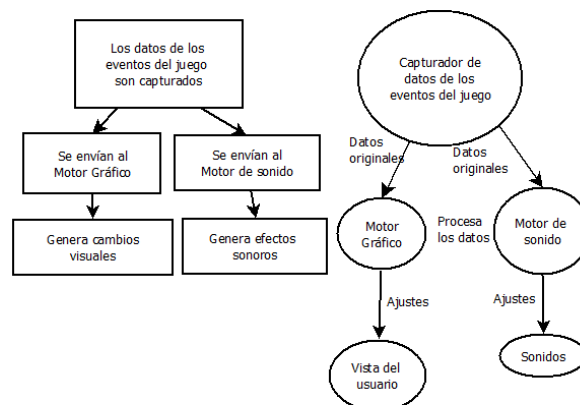 Los datos de los
eventos del juego
son capturados
Se envían al
Motor Gráfico
Se envían al
Motor de sonido
Genera cambios
visuales
Genera efectos
sonoros
Capturador de
datos de los
eventos del juego
Datos
originales
Datos
originales
Motor
Gráfico
Procesa
los datos
Motor de
sonido
Ajustes
Ajustes
Vista del
usuario
Sonidos